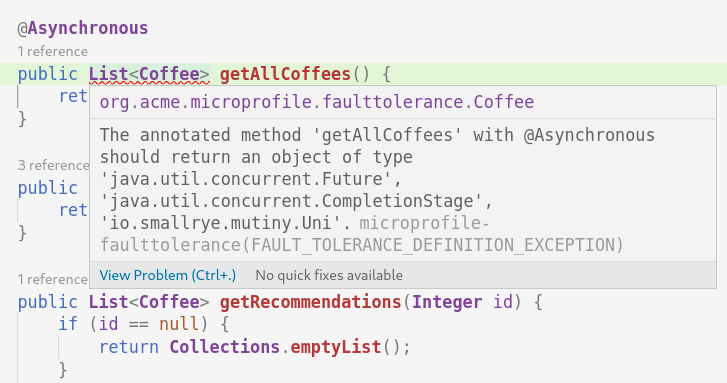 @Asynchronous
1 reference
public List<Coffee> getAllCoffees() {
ret
org.acme.microprofile.faulttolerance.Coffee
}
The annotated method 'getAllCoffees' with @Asynchronous
should return an object of type
3 reference
'java.util.concurrent.Future',
public
'java.util.concurrent.CompletionStage',
ret
'io.smallrye.mutiny.Uni'. microprofile-
}
faulttolerance(FAULT_TOLERANCE_DEFINITION_EXCEPTION)
1 reference
View Problem (Ctrl+.) No quick fixes available
public List<Coffee> getRecommendations(Integer id) {
if (id == null) {
return Collections.emptyList();
}